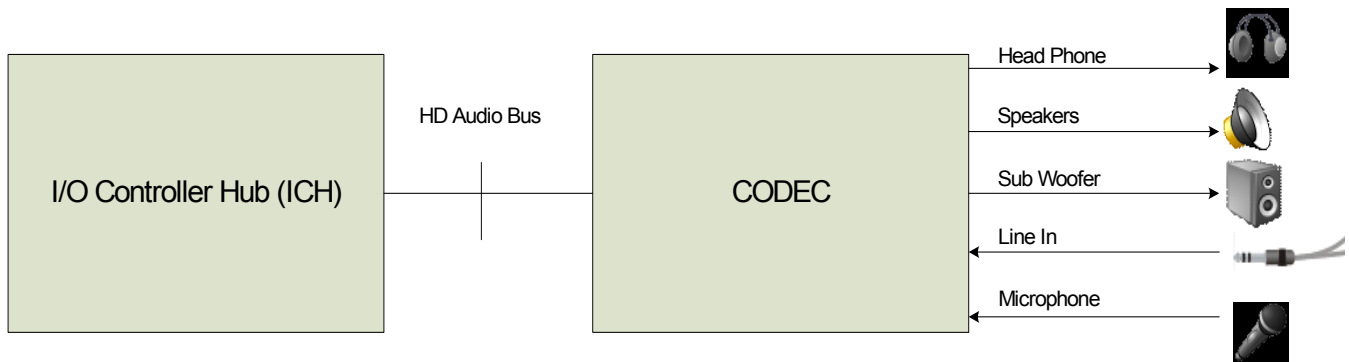 Head Phone
HD Audio Bus
Speakers
I/O Controller Hub (ICH)
CODEC
Sub Woofer
Line In
Microphone